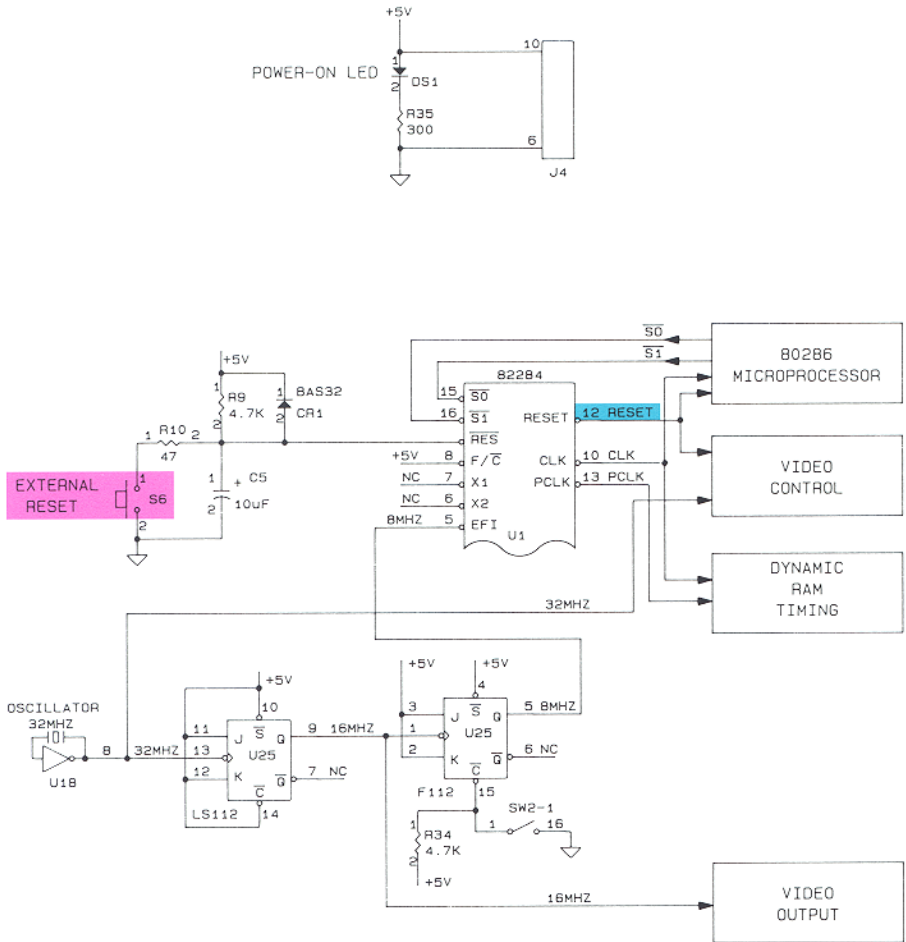 +5V
10
1
POWER-ON LED
DS1
2
R35
300
6
J4
S0
S1
80286
MICROPROCESSOR
+5V
82284
1
R9
4.7K
2
8AS32
1
CR1
2
15
S0
16
S1
RESET
12 RESET
1
R10
2
47
RES
+5V
8
F/C
CLK
10 CLK
VIDEO
CONTROL
EXTERNAL
RESET
1
S6
2
1
+
C5
2
10uF
NC
7
X1
PCLK
13 PCLK
NC
6
X2
8MHZ
5
EFI
U1
DYNAMIC
RAM
TIMING
32MHZ
+5V
+5V
+5V
4
10
OSCILLATOR
32MHZ
8
32MHZ
U18
11
J
S
Q
9
16MHZ
13
U25
12
K
C
Q
7
NC
LS112
14
3
J
S
Q
5
8MHZ
1
U25
2
K
C
Q
6
NC
F112
15
SW2-1
1
16
1
R34
4.7K
2
+5V
16MHZ
VIDEO
OUTPUT